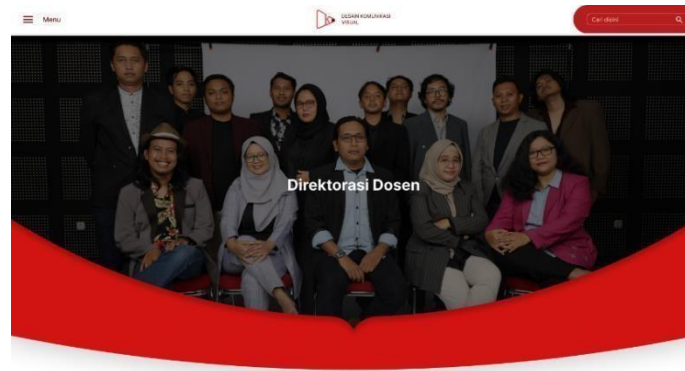 Menu
DESAIN KOMUNIKASI
VISUAL
Cari disini
Direktorasi Dosen